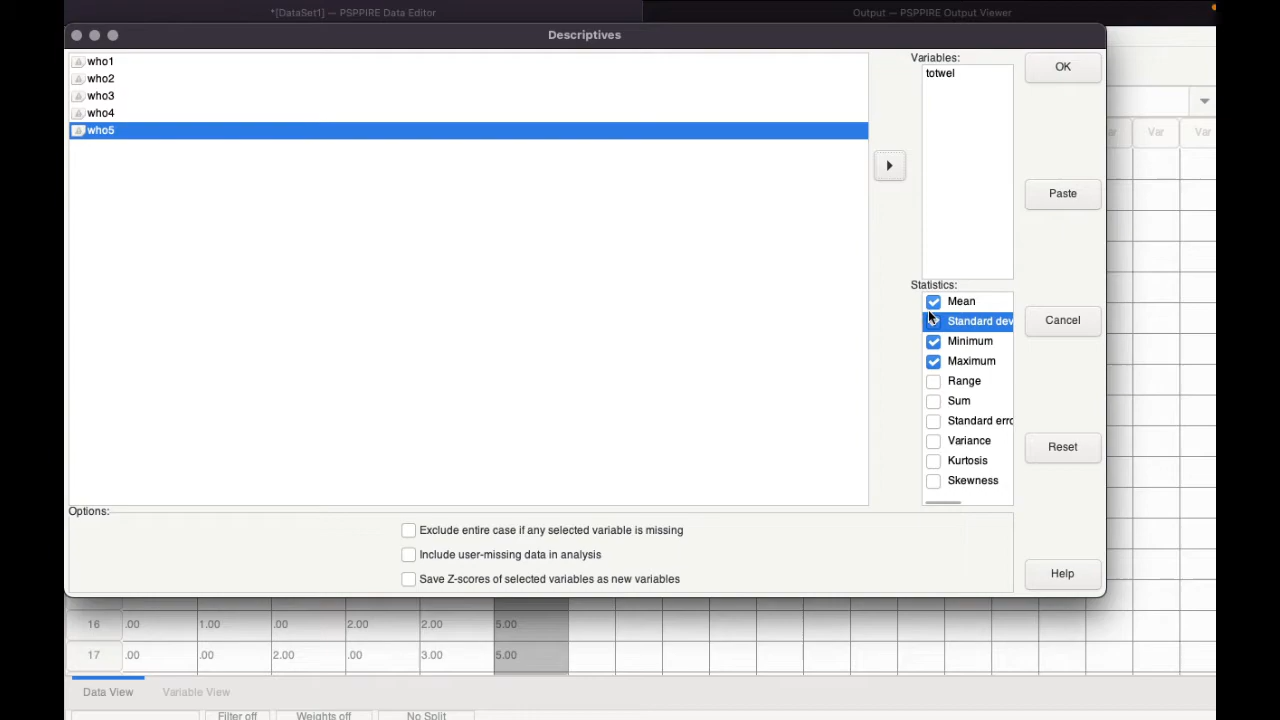 *[DataSet1] — PSPPIRE Data Editor
Output — PSPPIRE Output Viewer
Descriptives
who1
who2
who3
who4
who5
Variables:
totwel
OK
Paste
Cancel
Reset
Help
Statistics:
Mean
Standard dev
Minimum
Maximum
Range
Sum
Standard erro
Variance
Kurtosis
Skewness
Options:
Exclude entire case if any selected variable is missing
Include user-missing data in analysis
Save Z-scores of selected variables as new variables
ar Var Var
16 .00 1.00 .00 2.00 2.00 5.00
17 .00 .00 2.00 .00 3.00 5.00
Data View Variable View
Filter off Weights off No Split